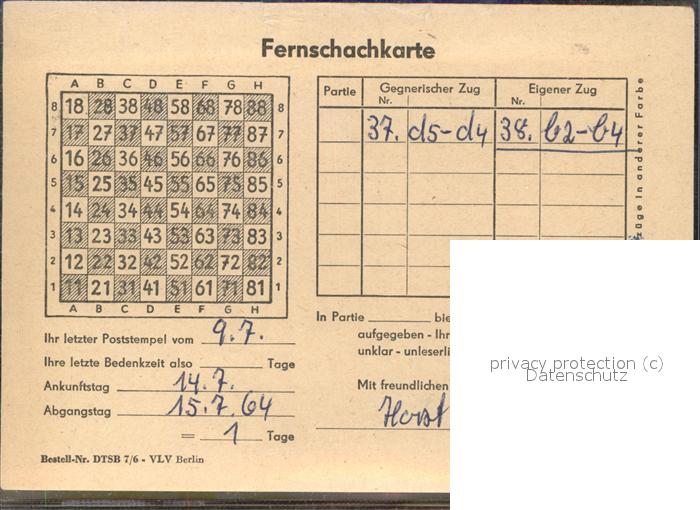 Fernschachkarte
A B C D E F G H
8 18 28 38 48 58 68 78 88 8
7 17 27 37 47 57 67 77 87 7
6 16 26 36 46 56 66 76 86 6
5 15 25 35 45 55 65 75 85 5
4 14 24 34 44 54 64 74 84 4
3 13 23 33 43 53 63 73 83 3
2 12 22 32 42 52 62 72 82 2
1 11 21 31 41 51 61 71 81 1
A B C D E F G H
Ihr letzter Poststempel vom 9.7.
Ihre letzte Bedenkzeit also Tage
Ankunftstag 14.7.
Abgangstag 15.7.64
= 1 Tage
Bestell-Nr. DTSB 7/6 - VLV Berlin
Partie Gegnerischer Zug Eigener Zug
Nr. Nr.
37. d5-d4 38. b2-b4
züge in anderer Farbe
In Partie bie
aufgegeben - Ihr
unklar - unleserli
Mit freundlichen
Horst
privacy protection (c)
Datenschutz